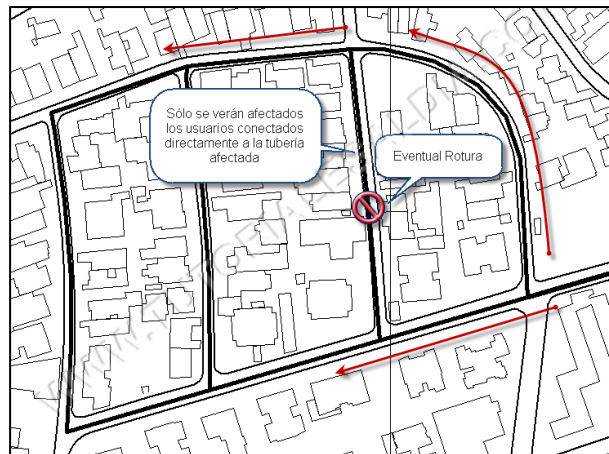 Sólo se verán afectados
los usuarios conectados
directamente a la tubería
afectada
Eventual Rotura